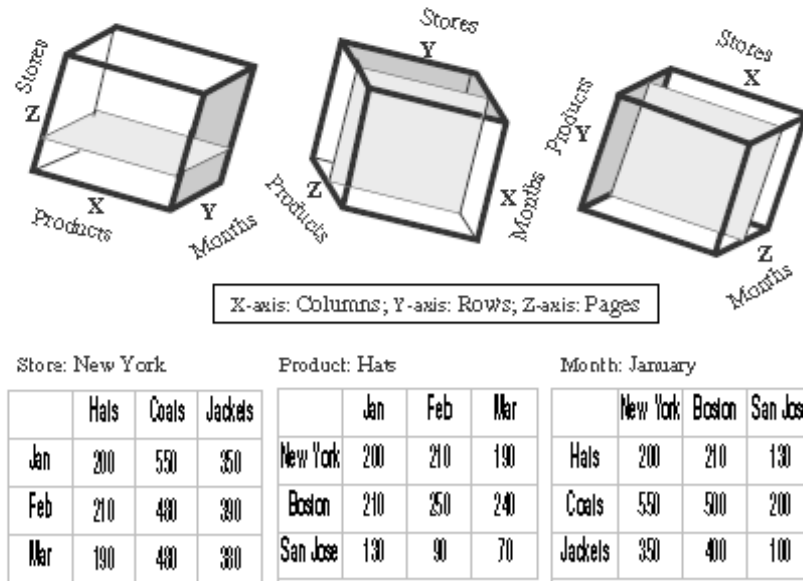 Stores
Z
X
Products
Y
Months
Stores
Y
Z
Products
X
Months
Stores
X
Products
Y
Z
Months
X-axis: Columns; Y-axis: Rows; Z-axis: Pages
Store: New York
Hats Coats Jackets
Jan 200 550 350
Feb 210 480 390
Mar 190 480 380
Product: Hats
Jan Feb Mar
New York 200 210 190
Boston 210 250 240
San Jose 130 90 70
Month: January
New York Boston San Jose
Hats 200 210 130
Coats 550 500 200
Jackets 350 400 100